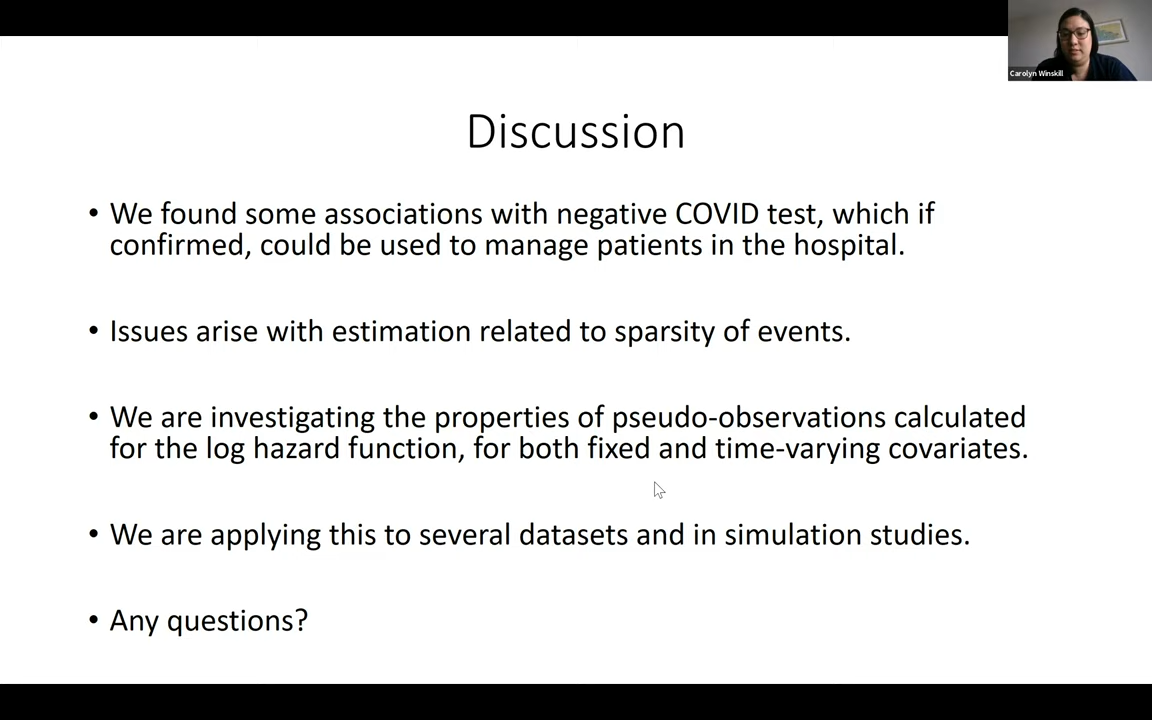 Carolyn Winskill
Discussion
• We found some associations with negative COVID test, which if
confirmed, could be used to manage patients in the hospital.
• Issues arise with estimation related to sparsity of events.
• We are investigating the properties of pseudo-observations calculated
for the log hazard function, for both fixed and time-varying covariates.
• We are applying this to several datasets and in simulation studies.
• Any questions?